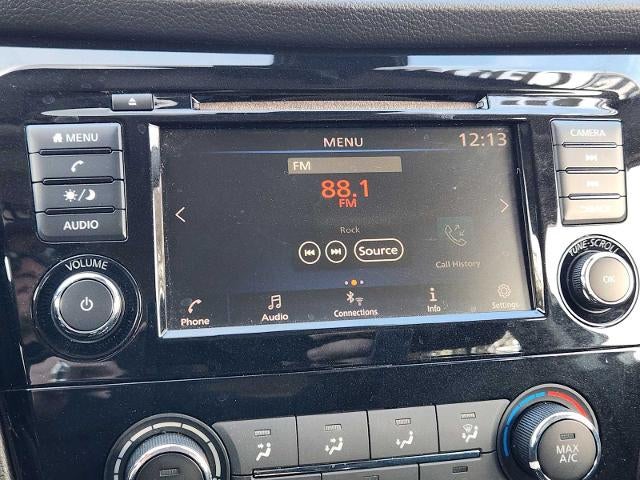 MENU
AUDIO
VOLUME
MENU
12:13
FM
88.1
FM
Rock
Source
Call History
Phone
Audio
Connections
Info
Settings
CAMERA
TUNE·SCROLL
OK
MAX
A/C